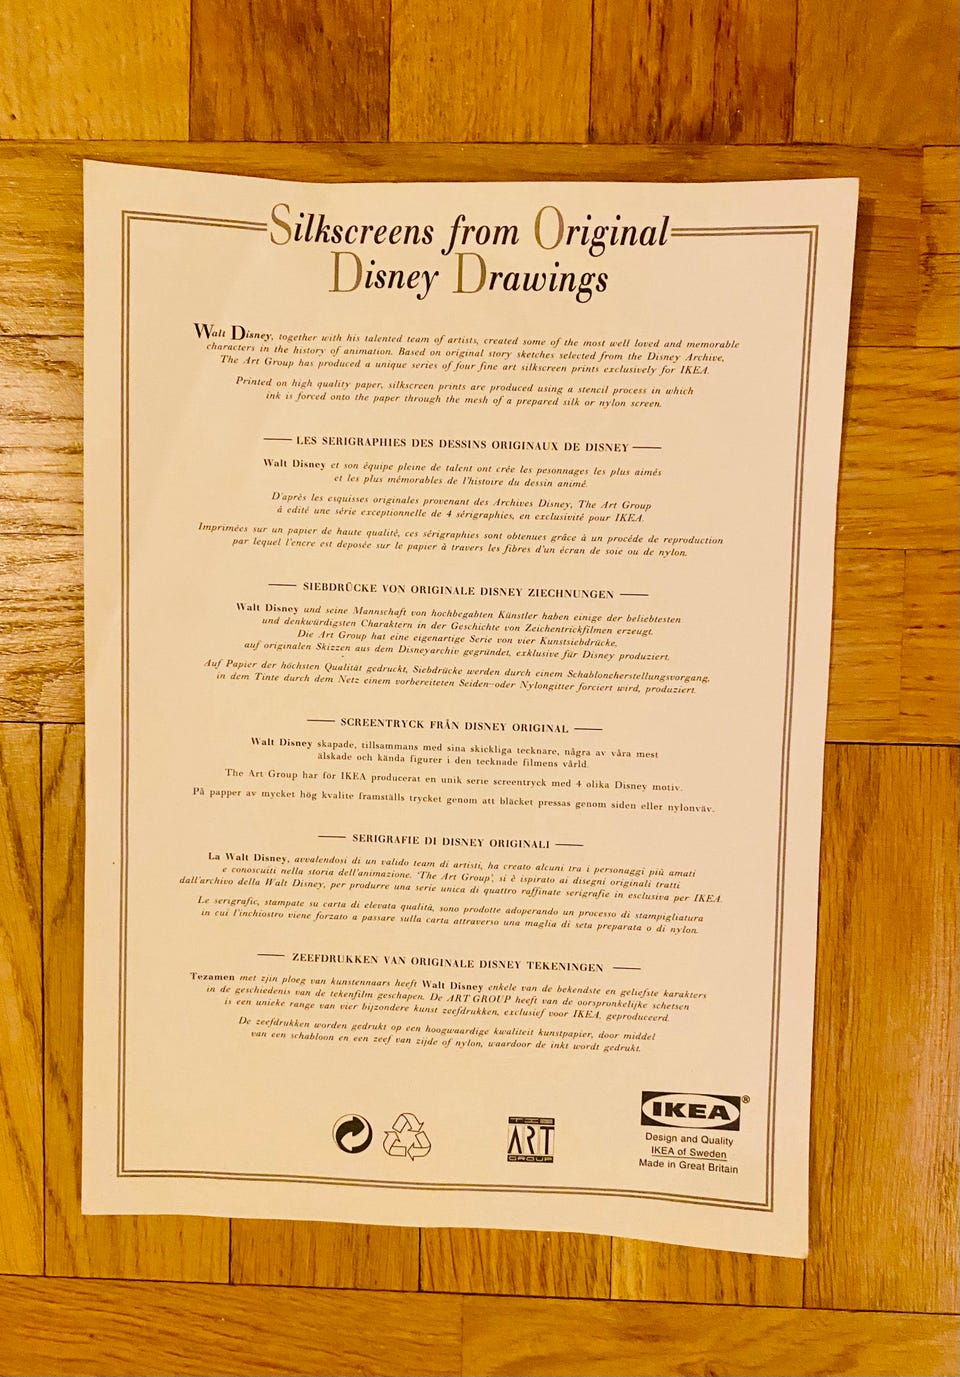 Silkscreens from Original
Disney Drawings
Walt Disney, together with his talented team of artists, created some of the most well loved and memorable
characters in the history of animation. Based on original story sketches selected from the Disney Archive,
The Art Group has produced a unique series of four fine art silkscreen prints exclusively for IKEA.
Printed on high quality paper, silkscreen prints are produced using a stencil process in which
ink is forced onto the paper through the mesh of a prepared silk or nylon screen.
LES SERIGRAPHIES DES DESSINS ORIGINAUX DE DISNEY
Walt Disney et son équipe pleine de talent ont crée les pesonnages les plus aimés
et les plus mémorables de l'histoire du dessin animé.
D'après les esquisses originales provenant des Archives Disney, The Art Group
à edité une série exceptionnelle de 4 sérigraphies, en exclusivité pour IKEA.
Imprimées sur un papier de haute qualité, ces sérigraphies sont obtenues grâce à un procéde de reproduction
par lequel l'encre est deposée sur le papier à travers les fibres d'un écran de soie ou de nylon.
SIEBDRÜCKE VON ORIGINALE DISNEY ZIECHNUNGEN
Walt Disney und seine Mannschaft von hochbegabten Künstler haben einige der beliebtesten
und denkwürdigsten Charaktern in der Geschichte von Zeichentrickfilmen erzeugt.
Die Art Group hat eine eigenartige Serie von vier Kunstsiebdrücke,
auf originalen Skizzen aus dem Disneyarchiv gegründet, exklusive für Disney produziert.
Auf Papier der höchsten Qualität gedruckt, Siebdrücke werden durch einem Schabloncherstellungsvorgang,
in dem Tinte durch dem Netz einem vorbereiteten Seiden-oder Nylongitter forciert wird, produziert.
SCREENTRYCK FRÅN DISNEY ORIGINAL
Walt Disney skapade, tillsammans med sina skickliga tecknare, några av våra mest
älskade och kända figurer i den tecknade filmens vårld.
The Art Group har för IKEA producerat en unik serie screentryck med 4 olika Disney motiv.
På papper av mycket hög kvalite framställs trycket genom att bläcket pressas genom siden eller nylonväv.
SERIGRAFIE DI DISNEY ORIGINALI
La Walt Disney, avvalendosi di un valido team di artisti, ha creato alcuni tra i personaggi più amati
e conosciuti nella storia dell'animazione. 'The Art Group', si è ispirato ai disegni originali tratti
dall'archivo della Walt Disney, per produrre una serie unica di quattro raffinate serigrafie in esclusiva per IKEA.
Le serigrafic, stampate su carta di elevata qualità, sono prodotte adoperando un processo di stampigliatura
in cui l'inchiostro viene forzato a passare sulla carta attraverso una maglia di seta preparata o di nylon.
ZEEFDRUKKEN VAN ORIGINALE DISNEY TEKENINGEN
Tezamen met zjin ploeg van kunstennaars heeft Walt Disney enkele van de bekendste en geliefste karakters
in de geschiedenis van de tekenfilm geschapen. De ART GROUP heeft van de oorspronkelijke schetsen
is een unieke range van vier bijzondere kunst zeefdrukken, exclusief voor IKEA, geproduceerd.
De zeefdrukken worden gedrukt op een hoogwaardige kwaliteit kunstpapier, door middel
van een schabloon en een zeef van zijde of nylon, waardoor de inkt wordt gedrukt.
THE
ART
GROUP
IKEA®
Design and Quality
IKEA of Sweden
Made in Great Britain